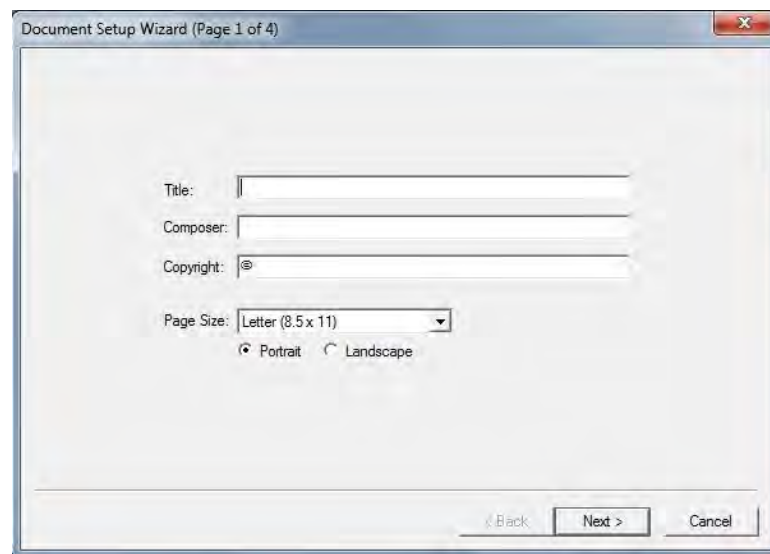 Document Setup Wizard (Page 1 of 4)
Title:
Composer:
Copyright: ©
Page Size: Letter (8.5 x 11)
Portrait Landscape
< Back Next > Cancel